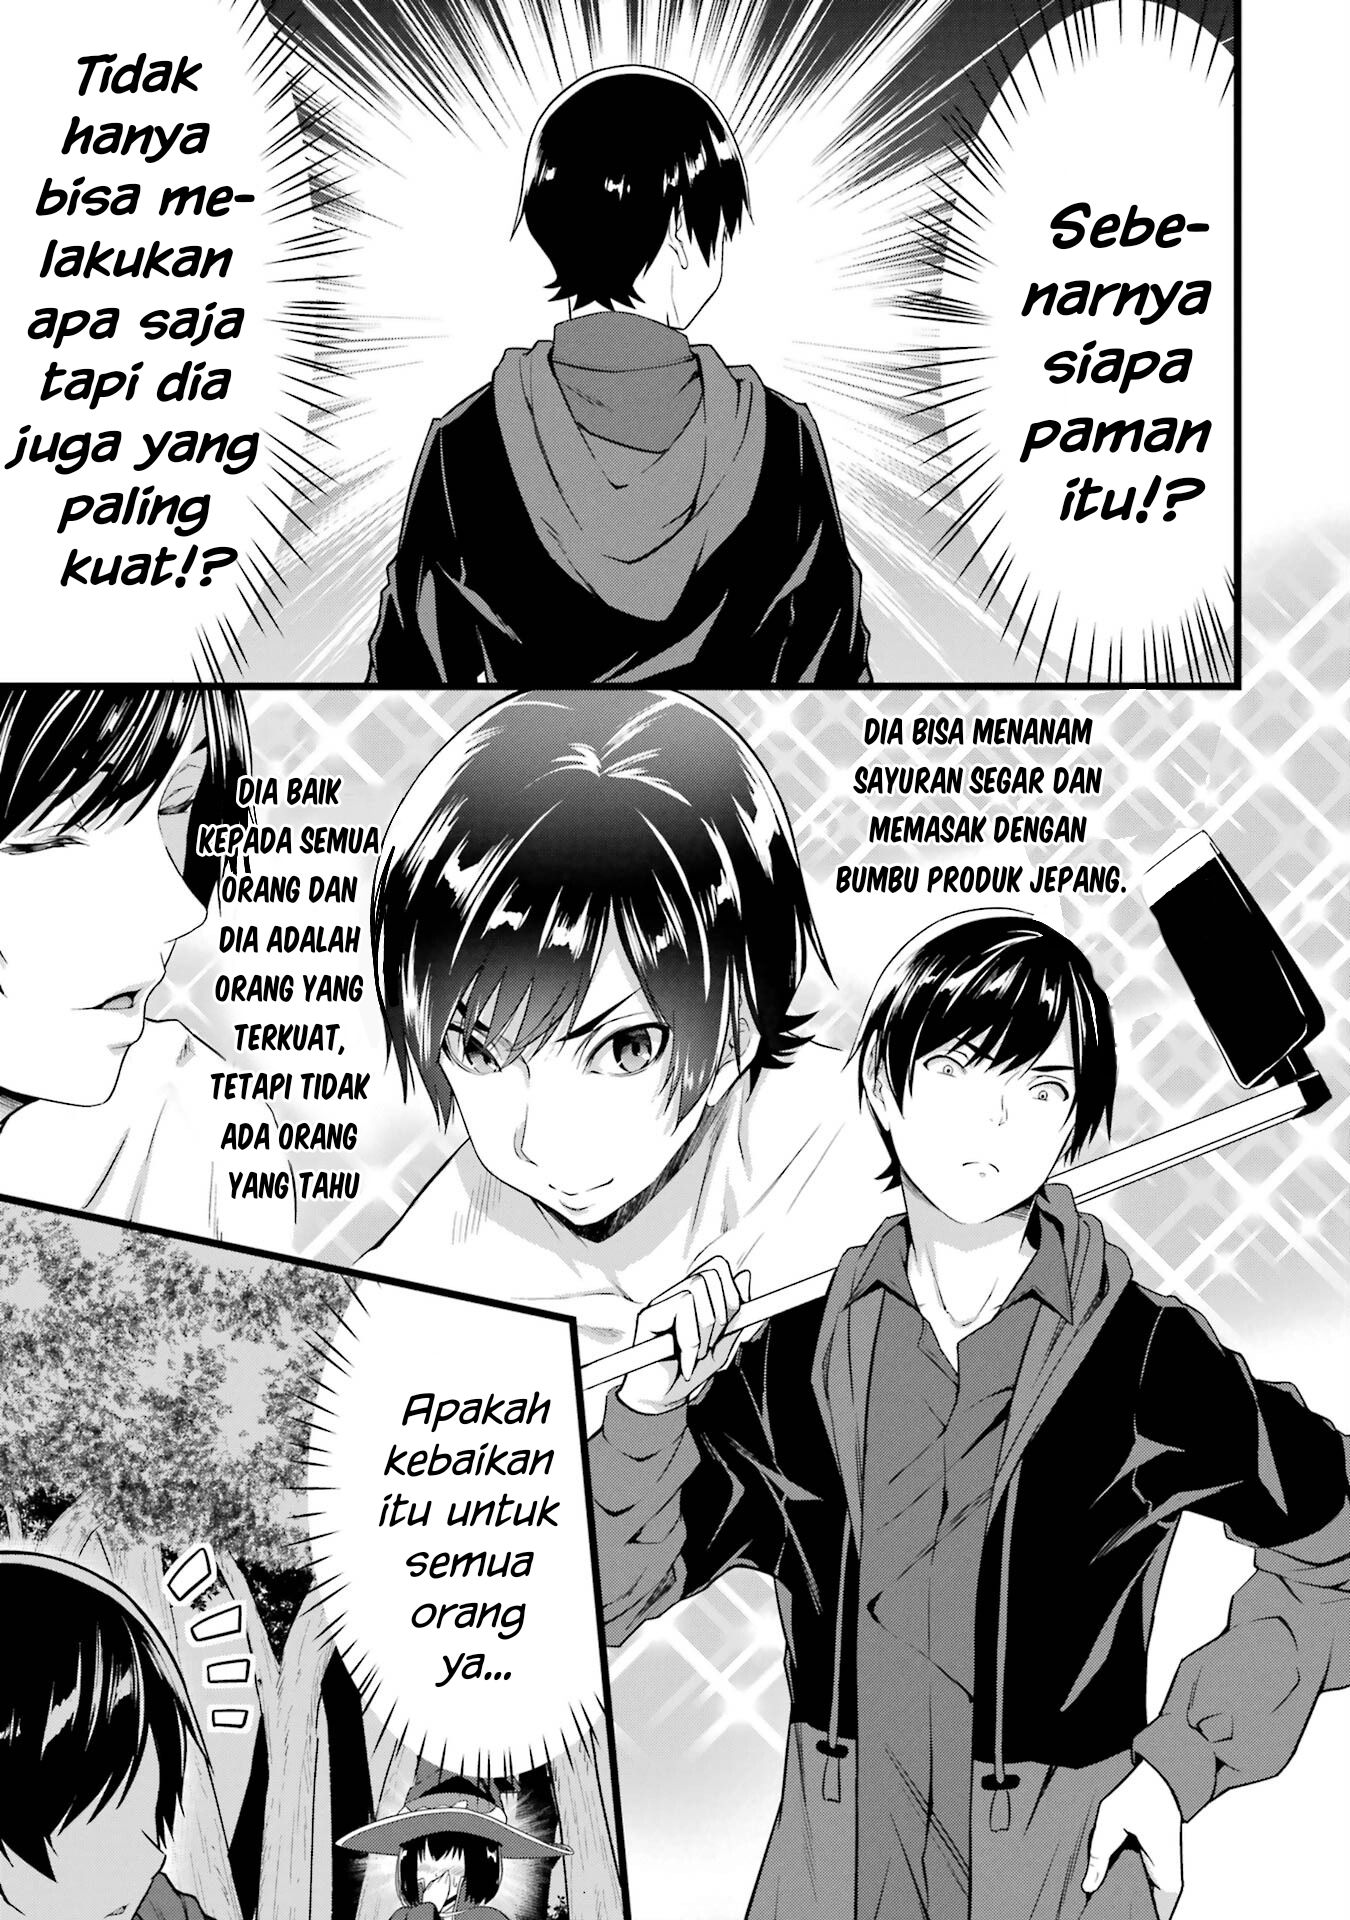 Sebe-
narnya
siapa
paman
itu!?
Tidak
hanya
bisa me-
lakukan
apa saja
tapi dia
juga yang
paling
kuat!?
DIA BISA MENANAM
SAYURAN SEGAR DAN
MEMASAK DENGAN
BUMBU PRODUK JEPANG.
DIA BAIK
KEPADA SEMUA
ORANG DAN
DIA ADALAH
ORANG YANG
TERKUAT,
TETAPI TIDAK
ADA ORANG
YANG TAHU
Apakah
kebaikan
itu untuk
semua
orang
ya...